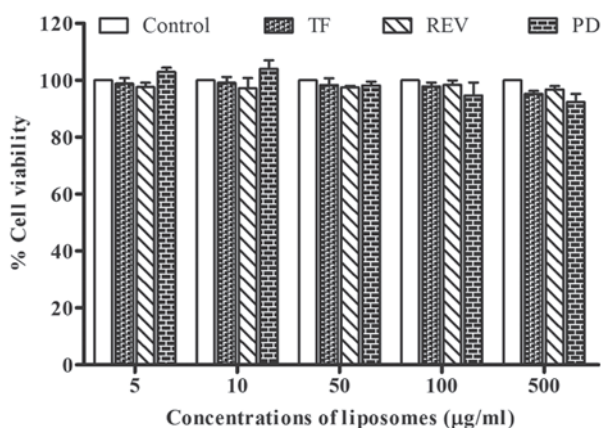 Control TF REV PD
120
100
80
60
40
20
0
% Cell viability
5 10 50 100 500
Concentrations of liposomes (µg/ml)